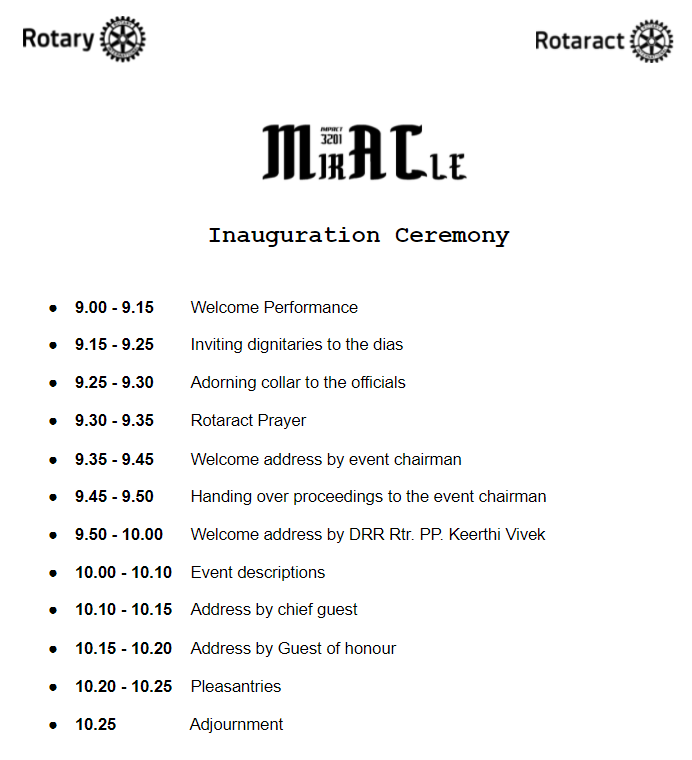 Rotary
Rotaract
IMPACT
3201
MIRACLE
Inauguration Ceremony
● 9.00 - 9.15 Welcome Performance
● 9.15 - 9.25 Inviting dignitaries to the dias
● 9.25 - 9.30 Adorning collar to the officials
● 9.30 - 9.35 Rotaract Prayer
● 9.35 - 9.45 Welcome address by event chairman
● 9.45 - 9.50 Handing over proceedings to the event chairman
● 9.50 - 10.00 Welcome address by DRR Rtr. PP. Keerthi Vivek
● 10.00 - 10.10 Event descriptions
● 10.10 - 10.15 Address by chief guest
● 10.15 - 10.20 Address by Guest of honour
● 10.20 - 10.25 Pleasantries
● 10.25 Adjournment